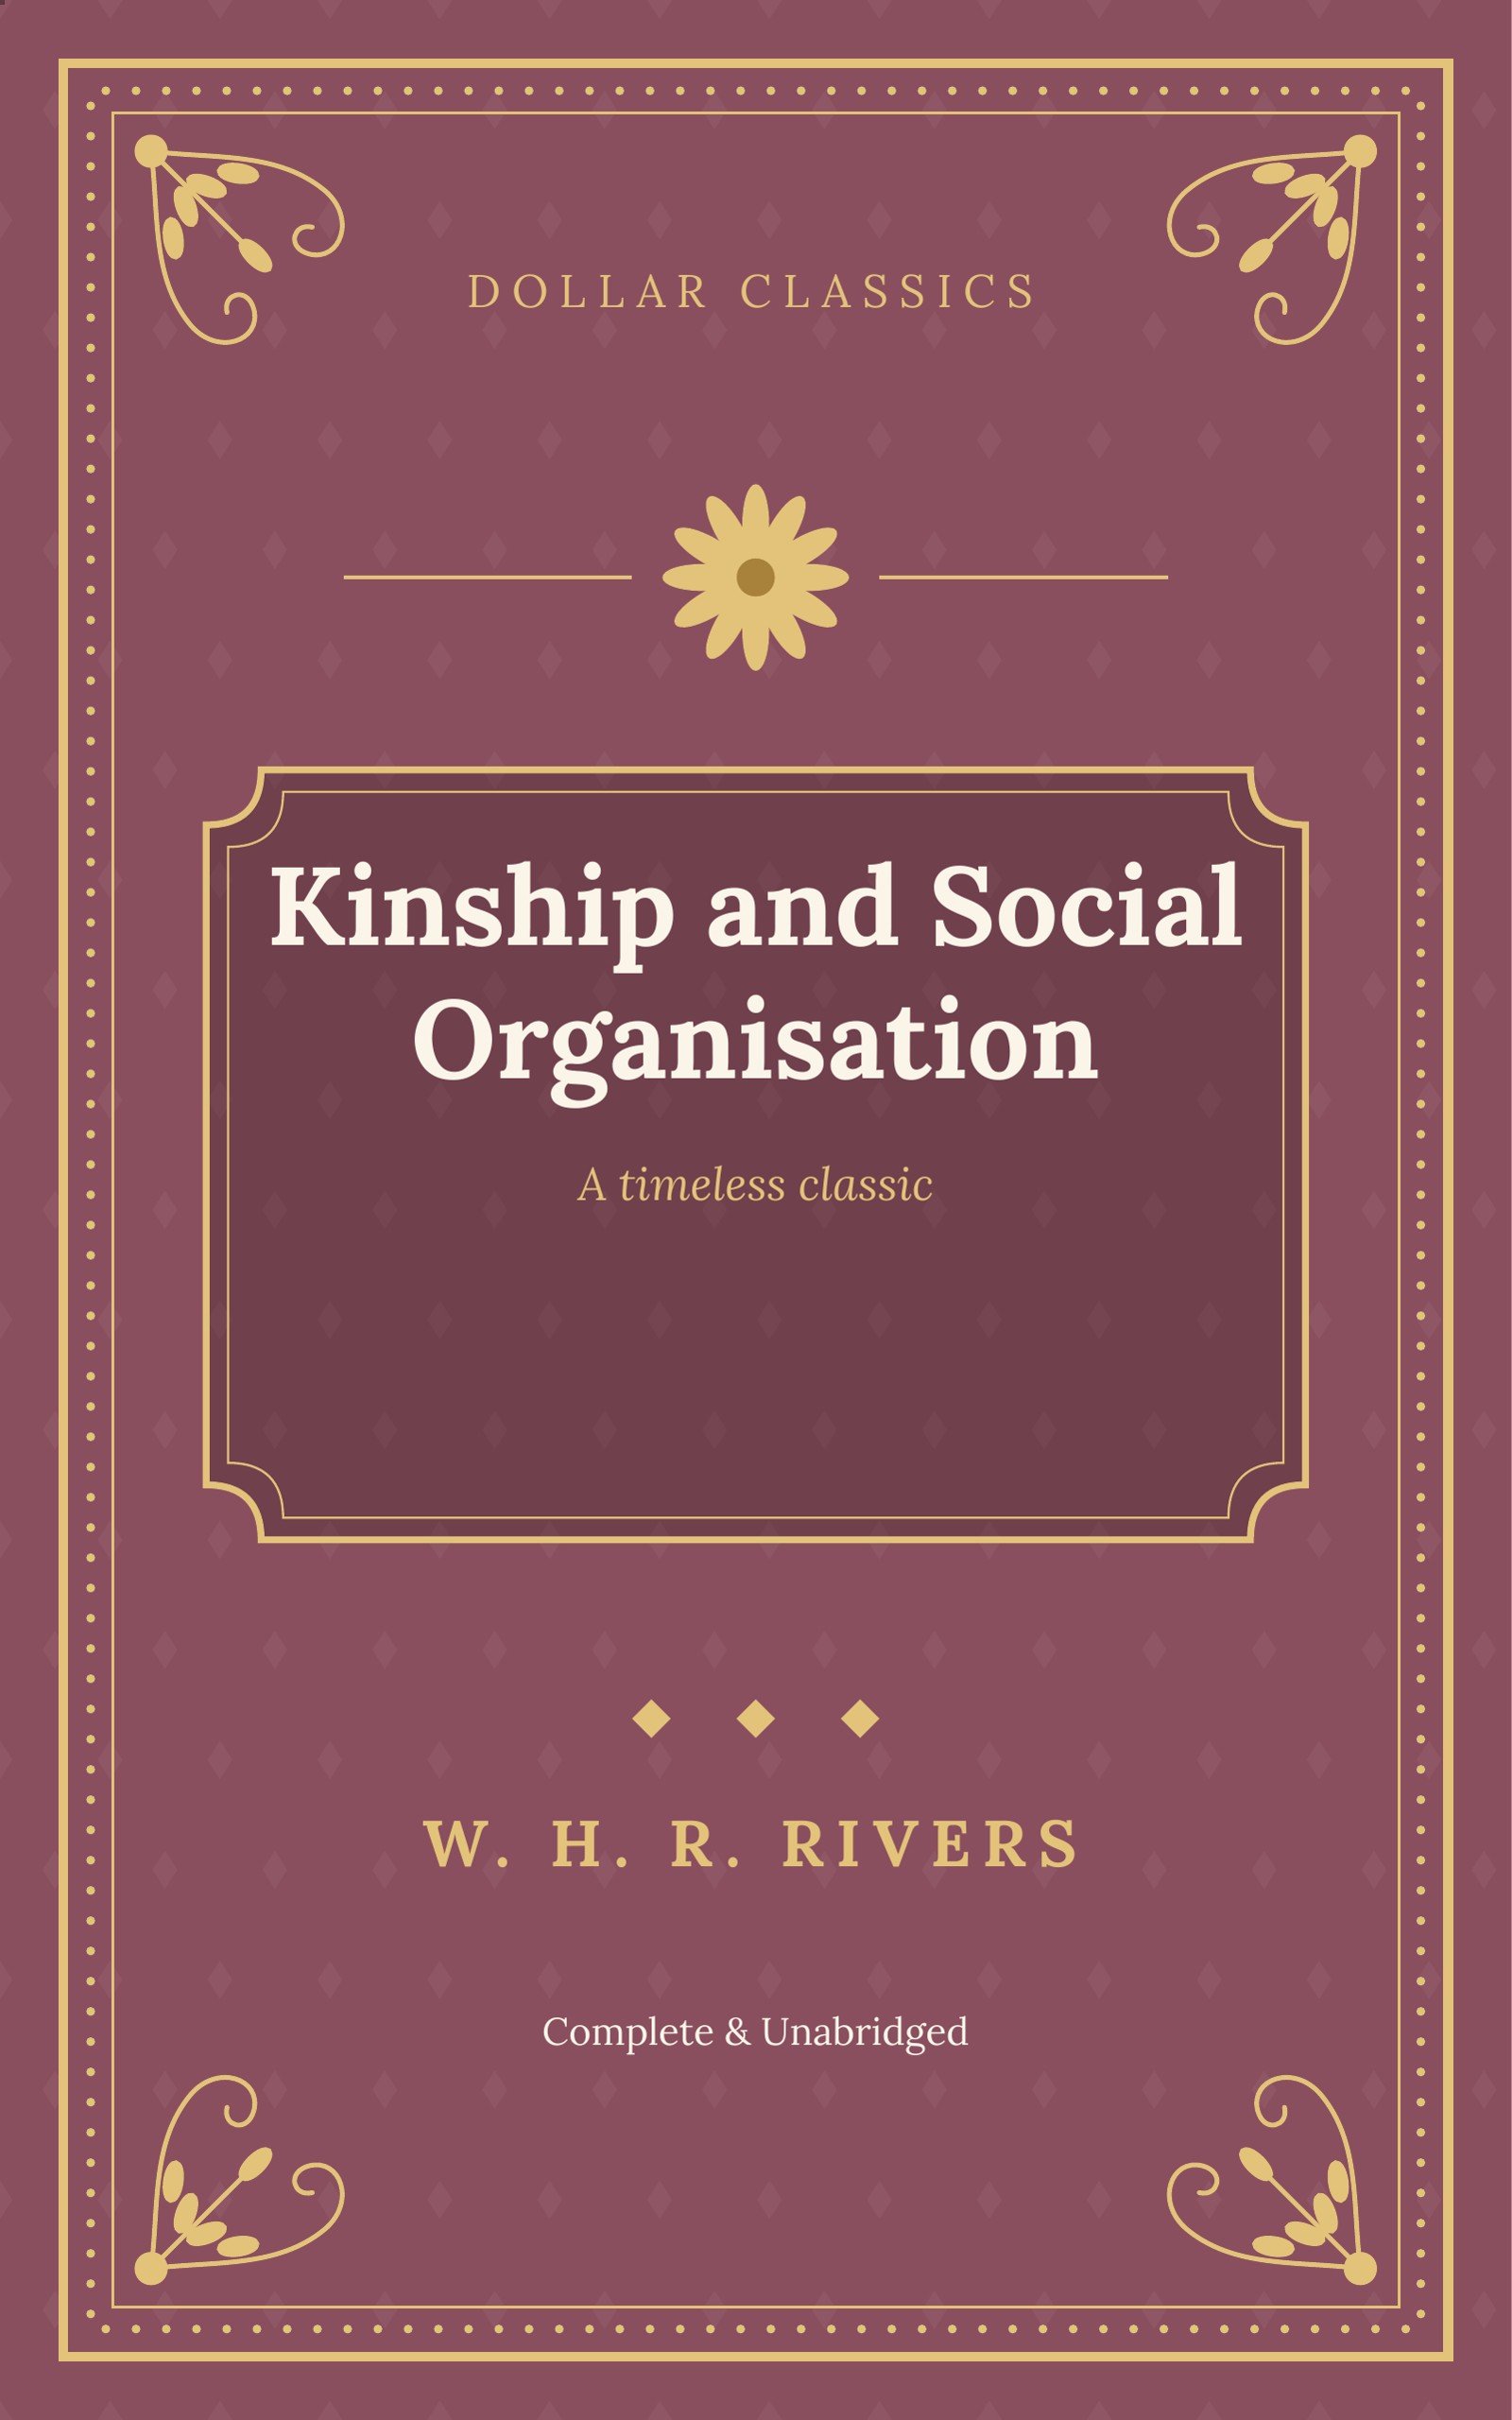 DOLLAR CLASSICS
Kinship and Social
Organisation
A timeless classic
W. H. R. RIVERS
Complete & Unabridged